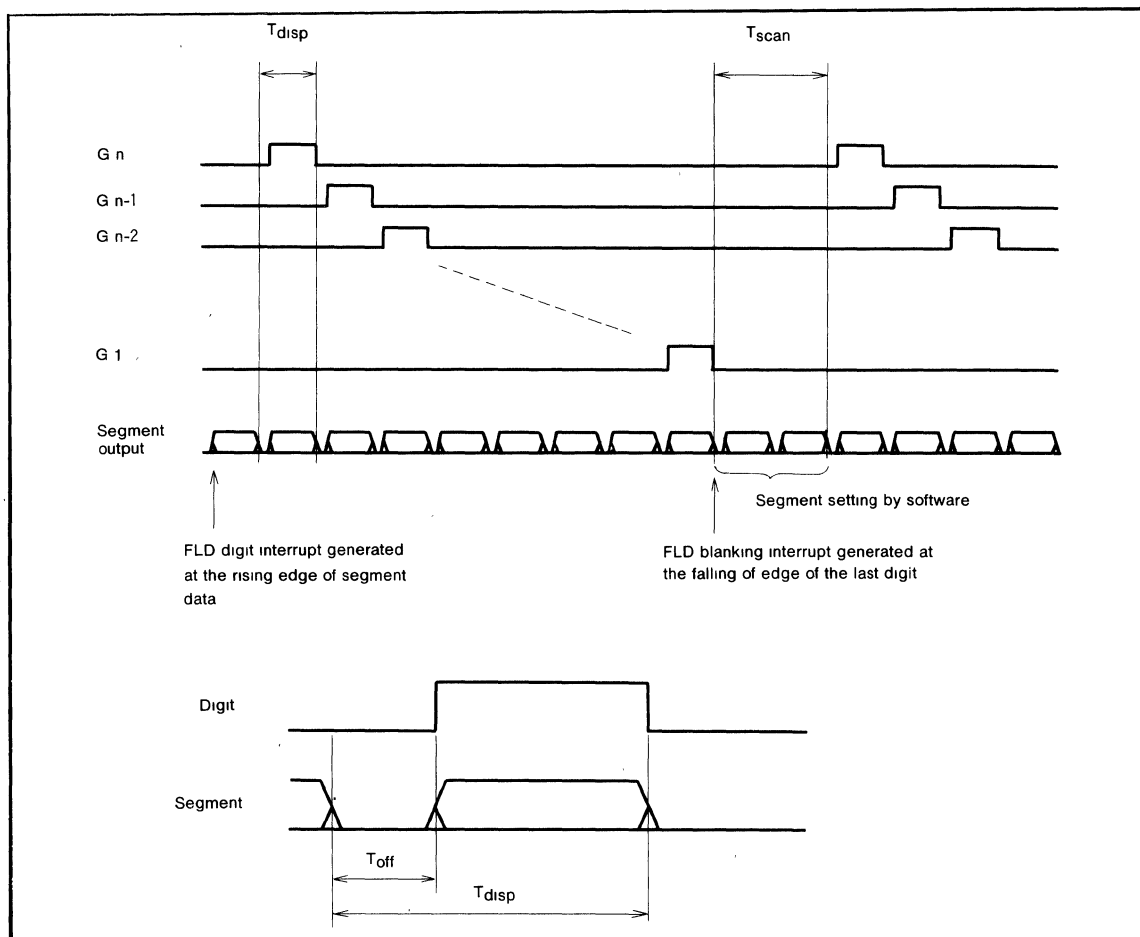 Tdisp
Tscan
G n
G n-1
G n-2
G 1
Segment
output
Segment setting by software
FLD digit interrupt generated
at the rising edge of segment
data
FLD blanking interrupt generated at
the falling of edge of the last digit
Digit
Segment
Toff
Tdisp